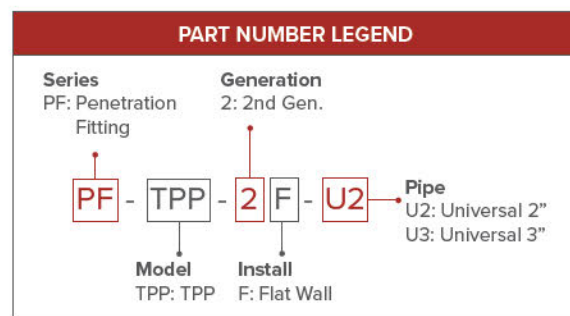 PART NUMBER LEGEND
Series
PF: Penetration
Fitting
Generation
2: 2nd Gen.
PF - TPP - 2 F - U2
Pipe
U2: Universal 2”
U3: Universal 3”
Model
TPP: TPP
Install
F: Flat Wall